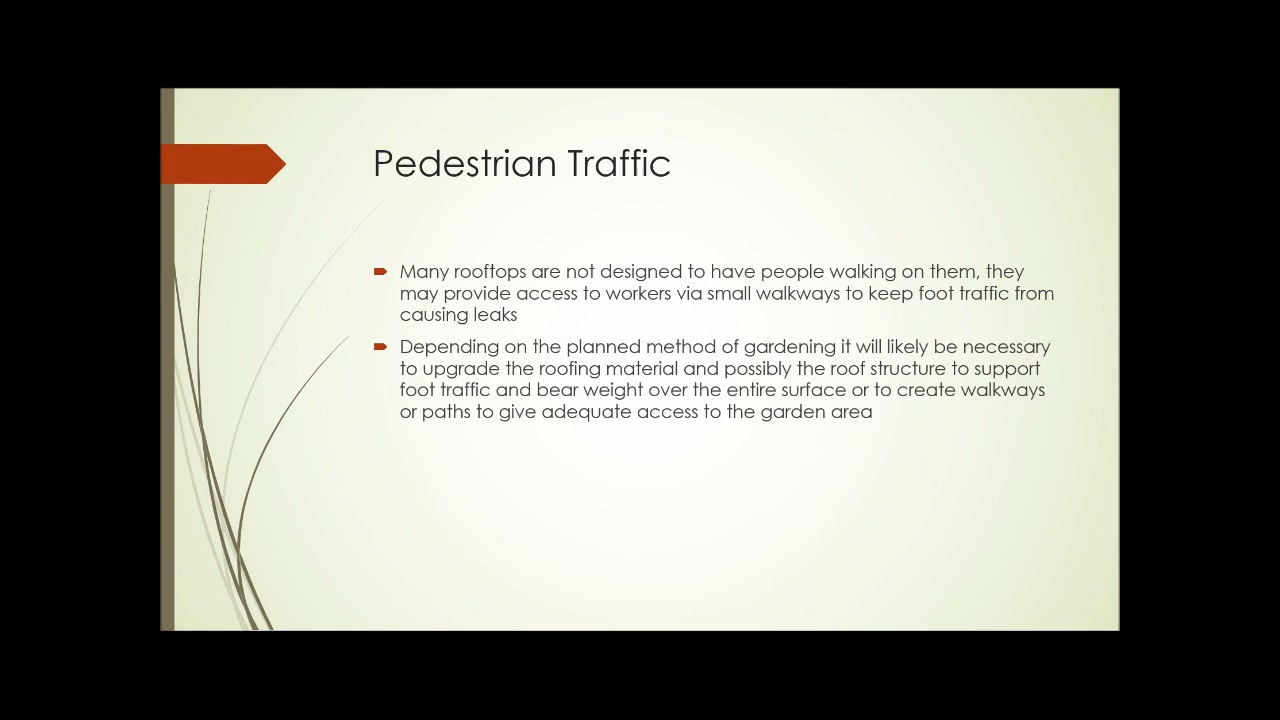 Pedestrian Traffic
Many rooftops are not designed to have people walking on them, they
may provide access to workers via small walkways to keep foot traffic from
causing leaks
Depending on the planned method of gardening it will likely be necessary
to upgrade the roofing material and possibly the roof structure to support
foot traffic and bear weight over the entire surface or to create walkways
or paths to give adequate access to the garden area